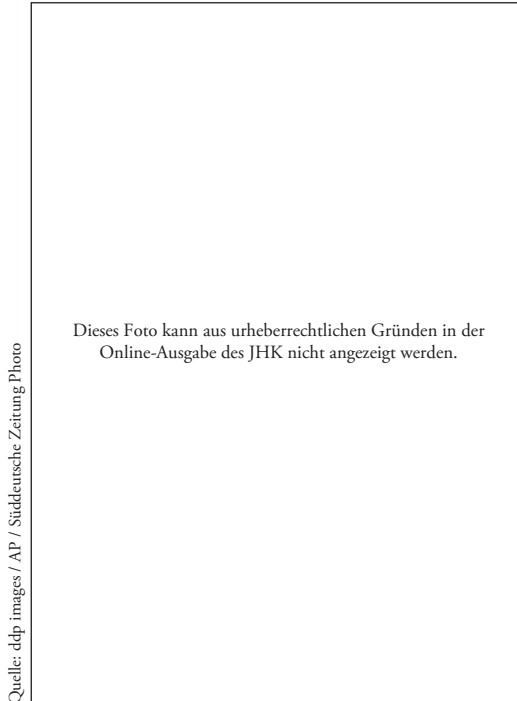 Dieses Foto kann aus urheberrechtlichen Gründen in der
Online-Ausgabe des JHK nicht angezeigt werden.
Quelle: ddp images / AP / Süddeutsche Zeitung Photo